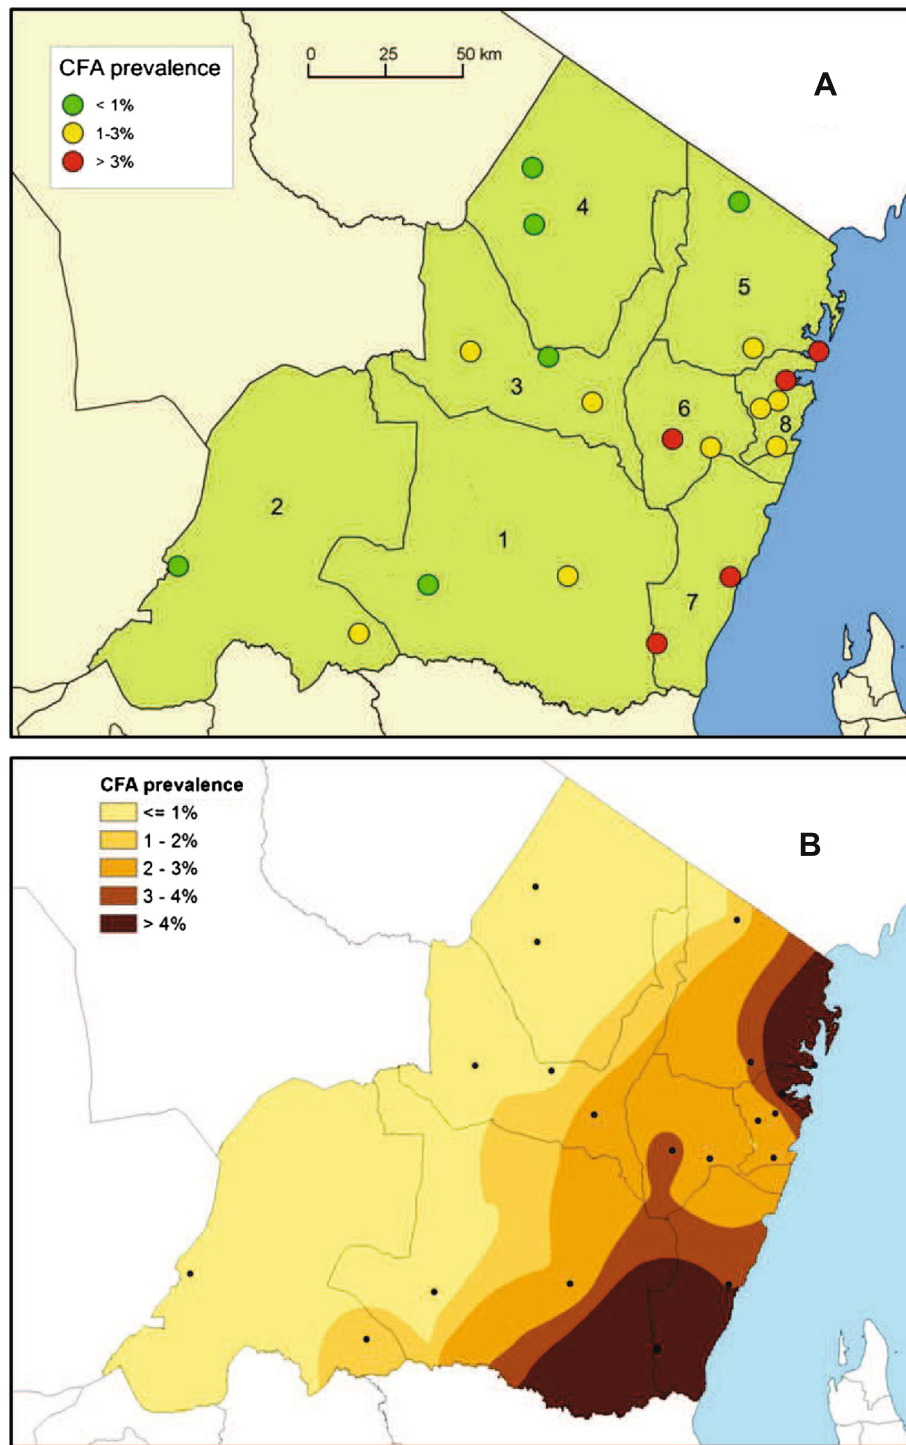 A
CFA prevalence
< 1%
1-3%
> 3%
0 25 50 km
4
5
3
6
8
2
1
7
B
CFA prevalence
<= 1%
1 - 2%
2 - 3%
3 - 4%
> 4%